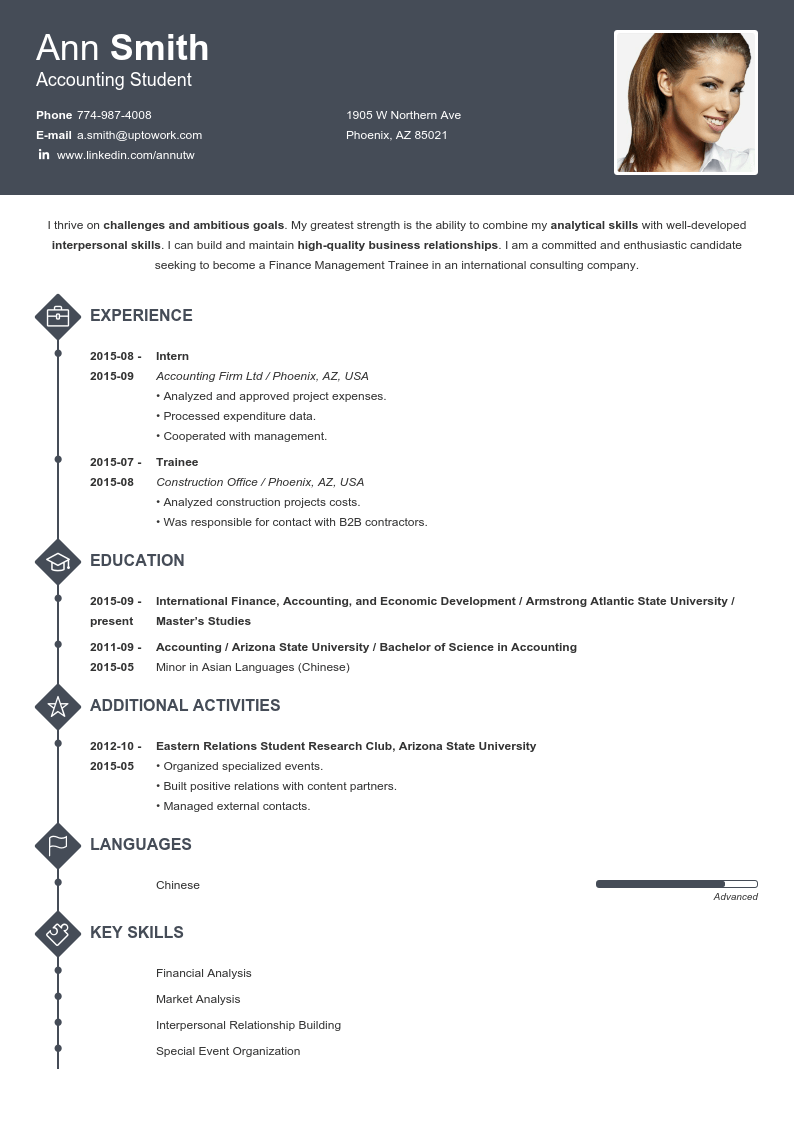 Ann Smith
Accounting Student
Phone 774-987-4008
1905 W Northern Ave
E-mail a.smith@uptowork.com
Phoenix, AZ 85021
in www.linkedin.com/annutw
I thrive on challenges and ambitious goals. My greatest strength is the ability to combine my analytical skills with well-developed
interpersonal skills. I can build and maintain high-quality business relationships. I am a committed and enthusiastic candidate
seeking to become a Finance Management Trainee in an international consulting company.
EXPERIENCE
2015-08 - Intern
2015-09 Accounting Firm Ltd / Phoenix, AZ, USA
• Analyzed and approved project expenses.
• Processed expenditure data.
• Cooperated with management.
2015-07 - Trainee
2015-08 Construction Office / Phoenix, AZ, USA
• Analyzed construction projects costs.
• Was responsible for contact with B2B contractors.
EDUCATION
2015-09 - International Finance, Accounting, and Economic Development / Armstrong Atlantic State University /
present Master's Studies
2011-09 - Accounting / Arizona State University / Bachelor of Science in Accounting
2015-05 Minor in Asian Languages (Chinese)
ADDITIONAL ACTIVITIES
2012-10 - Eastern Relations Student Research Club, Arizona State University
2015-05 • Organized specialized events.
• Built positive relations with content partners.
• Managed external contacts.
LANGUAGES
Chinese
Advanced
KEY SKILLS
Financial Analysis
Market Analysis
Interpersonal Relationship Building
Special Event Organization